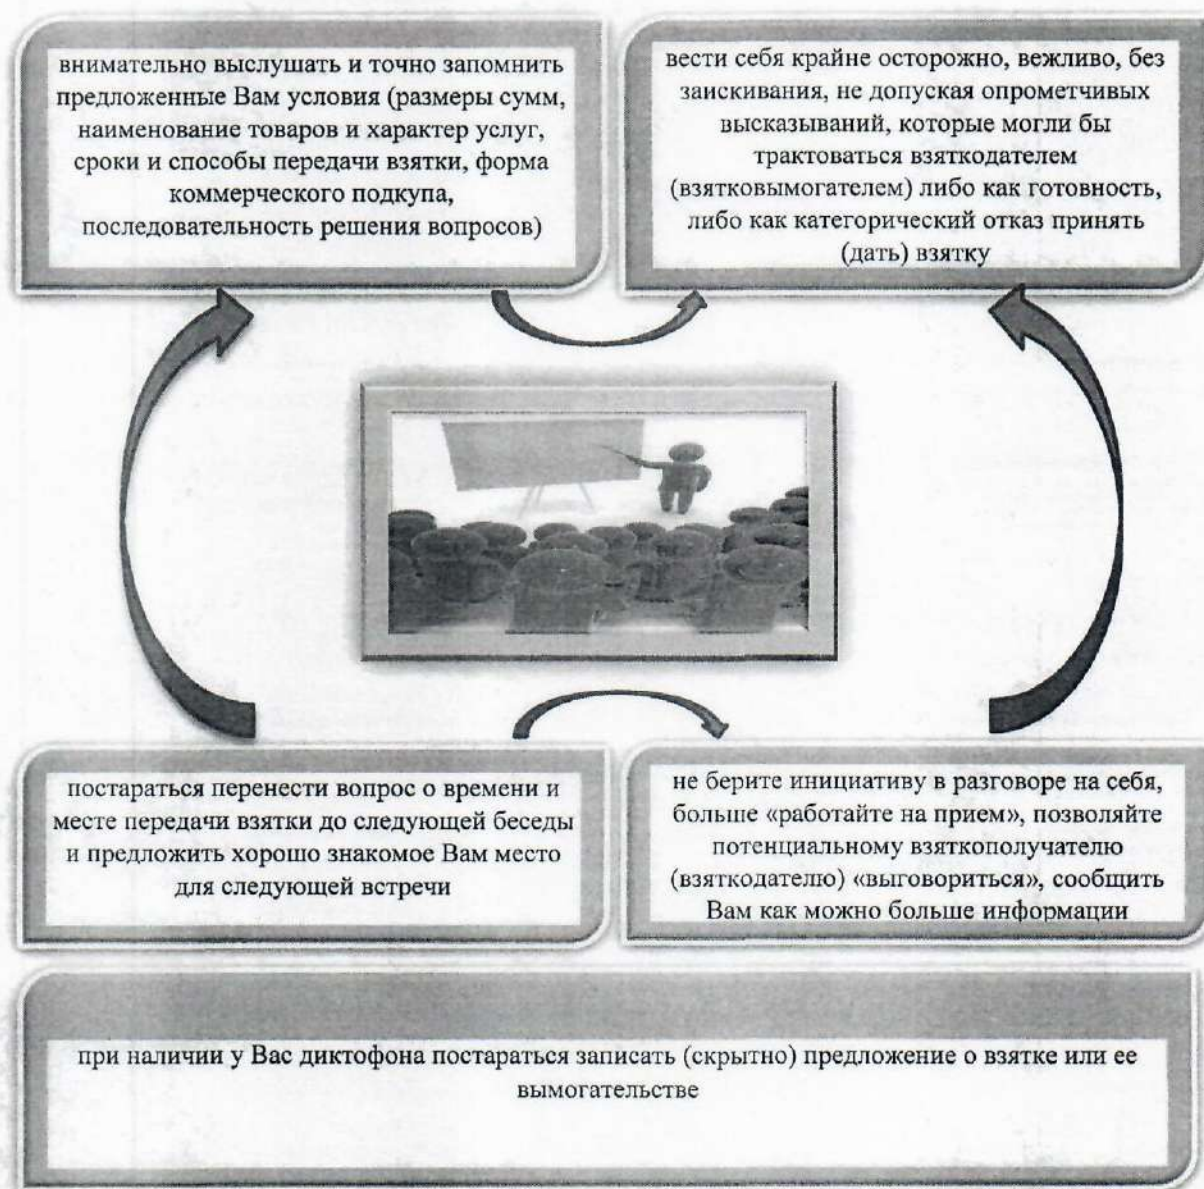 внимательно выслушать и точно запомнить
предложенные Вам условия (размеры сумм,
наименование товаров и характер услуг,
сроки и способы передачи взятки, форма
коммерческого подкупа,
последовательность решения вопросов)
вести себя крайне осторожно, вежливо, без
заискивания, не допуская опрометчивых
высказываний, которые могли бы
трактоваться взяткодателем
(взятковымогателем) либо как готовность,
либо как категорический отказ принять
(дать) взятку
постараться перенести вопрос о времени и
месте передачи взятки до следующей беседы
и предложить хорошо знакомое Вам место
для следующей встречи
не берите инициативу в разговоре на себя,
больше «работайте на прием», позволяйте
потенциальному взяткополучателю
(взяткодателю) «выговориться», сообщить
Вам как можно больше информации
при наличии у Вас диктофона постараться записать (скрытно) предложение о взятке или ее
вымогательстве